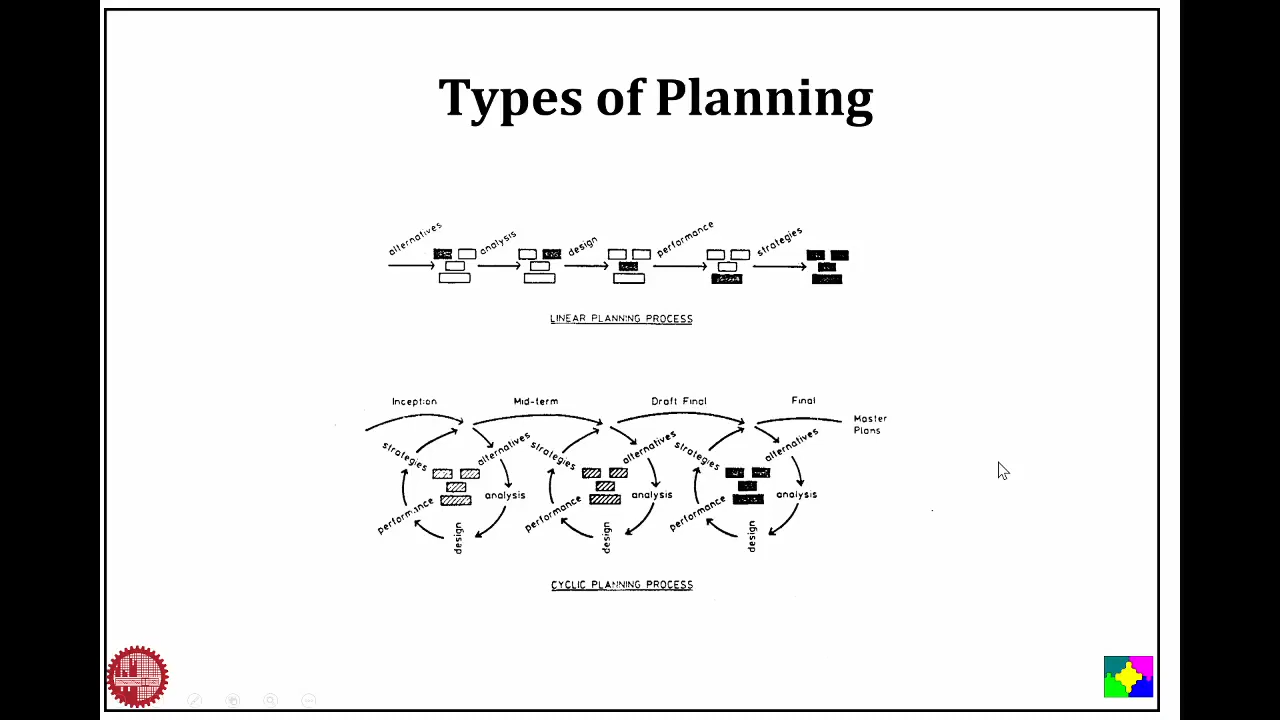 Types of Planning
alternatives
analysis
design
performance
strategies
LINEAR PLANNING PROCESS
Inception
Mid-term
Draft Final
Final
Master
Plans
strategies
alternatives
analysis
design
performance
strategies
alternatives
analysis
design
performance
strategies
alternatives
analysis
design
performance
CYCLIC PLANNING PROCESS